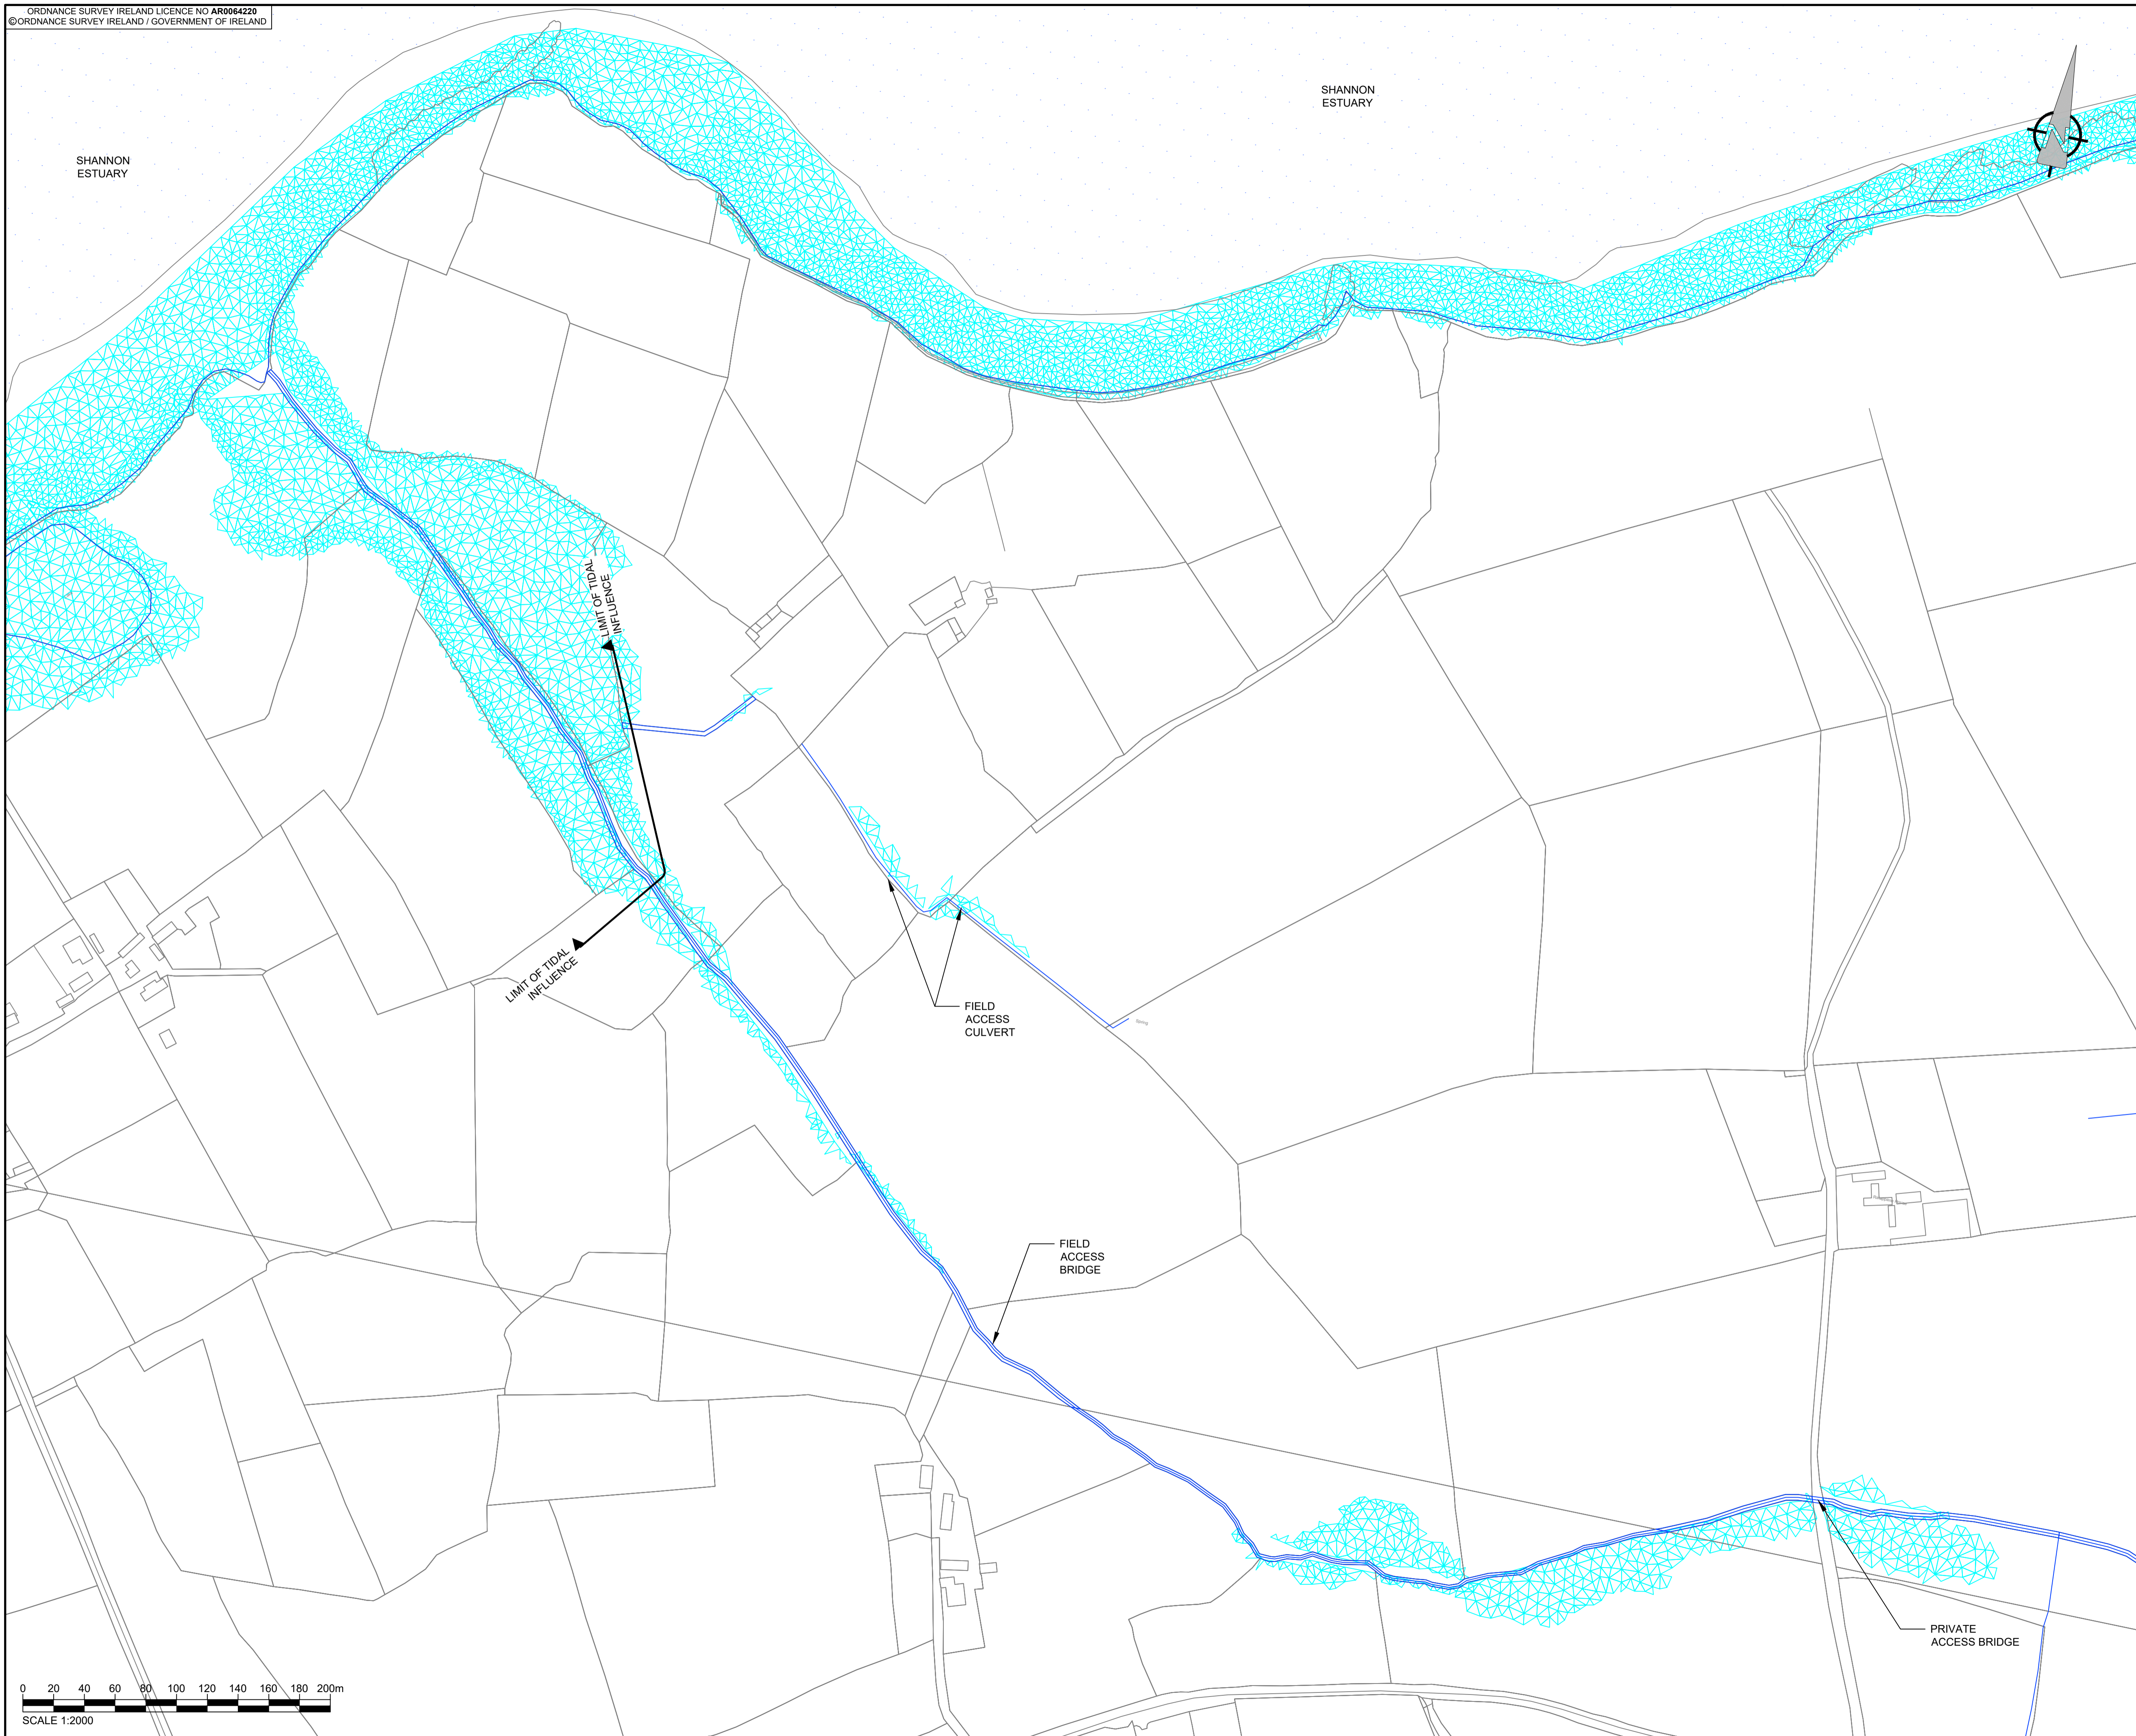 ORDNANCE SURVEY IRELAND LICENCE NO AR0064220
©ORDNANCE SURVEY IRELAND / GOVERNMENT OF IRELAND
SHANNON
ESTUARY
SHANNON
ESTUARY
N
LIMIT OF TIDAL
INFLUENCE
LIMIT OF TIDAL
INFLUENCE
FIELD
ACCESS
CULVERT
Spring
FIELD
ACCESS
BRIDGE
PRIVATE
ACCESS BRIDGE
0 20 40 60 80 100 120 140 160 180 200m
SCALE 1:2000